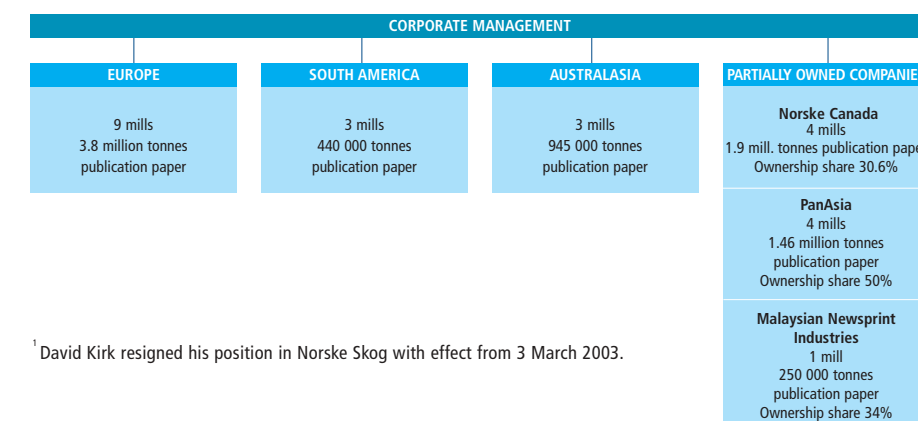 CORPORATE MANAGEMENT
EUROPE
9 mills
3.8 million tonnes
publication paper
SOUTH AMERICA
3 mills
440 000 tonnes
publication paper
AUSTRALASIA
3 mills
945 000 tonnes
publication paper
PARTIALLY OWNED COMPANIE
Norske Canada
4 mills
1.9 mill. tonnes publication pape
Ownership share 30.6%
PanAsia
4 mills
1.46 million tonnes
publication paper
Ownership share 50%
Malaysian Newsprint
Industries
1 mill
250 000 tonnes
publication paper
Ownership share 34%
1 David Kirk resigned his position in Norske Skog with effect from 3 March 2003.